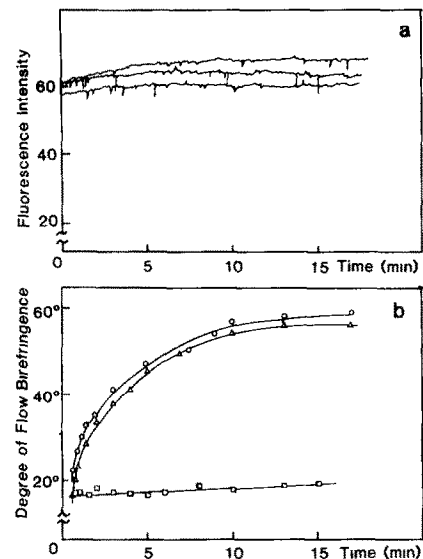 a
Fluorescence Intensity
60
40
20
0
5
10
15
Time (min)
b
Degree of Flow Birefringence
60°
40°
20°
0
5
10
15
Time (min)